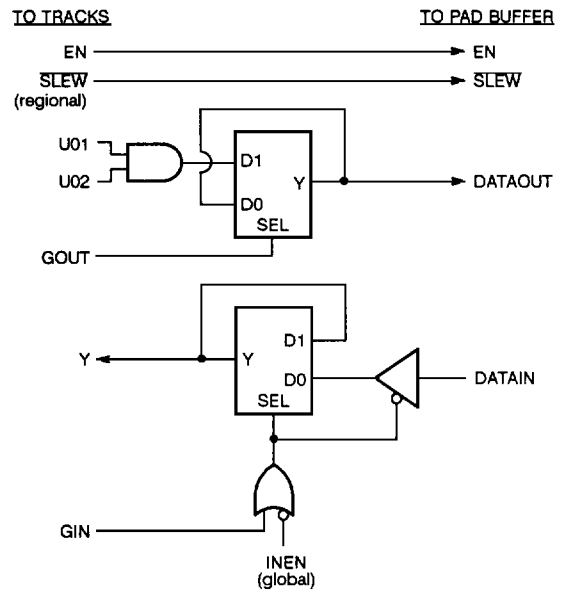 TO TRACKS
TO PAD BUFFER
EN
EN
SLEW
SLEW
(regional)
U01
U02
D1
Y
D0
SEL
DATAOUT
GOUT
Y
Y
D1
D0
SEL
DATAIN
GIN
INEN
(global)